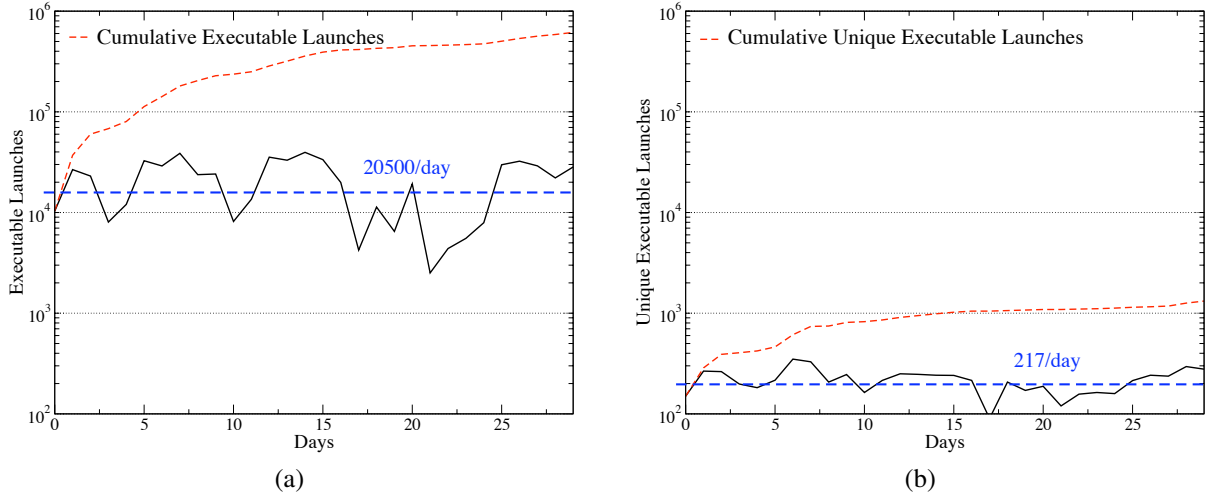 10^6
Cumulative Executable Launches
10^5
20500/day
10^4
10^3
10^2
0 5 10 15 20 25
Days
Executable Launches
(a)
10^6
Cumulative Unique Executable Launches
10^5
10^4
10^3
217/day
10^2
0 5 10 15 20 25
Days
Unique Executable Launches
(b)